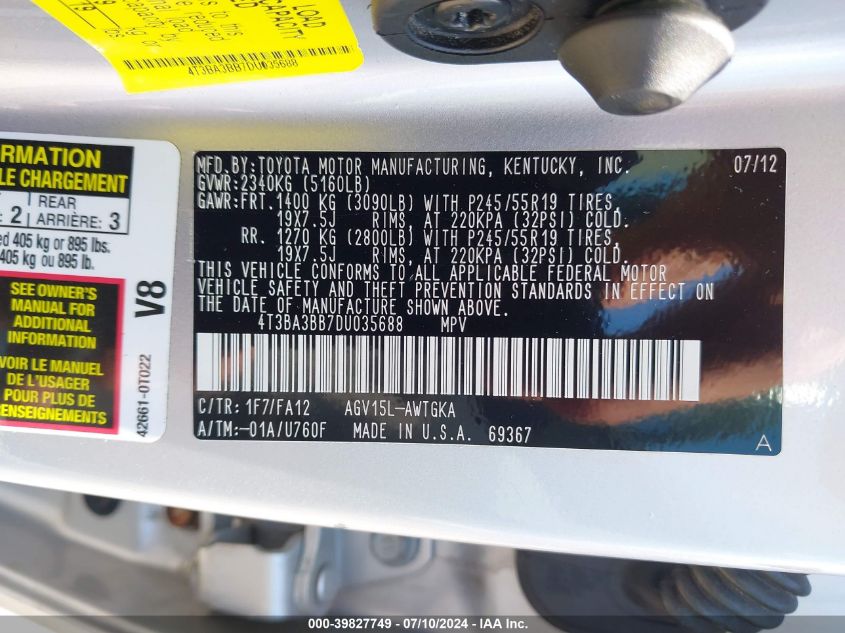 LOAD
CAPACITY
4T3BA3BB7DU035688
RMATION
LE CHARGEMENT
: 2 REAR
ARRIÈRE: 3
ed 405 kg or 895 lbs.
405 kg ou 895 lb.
SEE OWNER'S
MANUAL FOR
ADDITIONAL
INFORMATION
VOIR LE MANUEL
DE L'USAGER
POUR PLUS DE
RENSEIGNEMENTS
V8
42661-0T022
MFD.BY:TOYOTA MOTOR MANUFACTURING, KENTUCKY, INC. 07/12
GVWR:2340KG (5160LB)
GAWR:FRT.1400 KG (3090LB) WITH P245/55R19 TIRES,
19X7.5J RIMS, AT 220KPA (32PSI) COLD.
RR. 1270 KG (2800LB) WITH P245/55R19 TIRES,
19X7.5J RIMS, AT 220KPA (32PSI) COLD.
THIS VEHICLE CONFORMS TO ALL APPLICABLE FEDERAL MOTOR
VEHICLE SAFETY AND THEFT PREVENTION STANDARDS IN EFFECT ON
THE DATE OF MANUFACTURE SHOWN ABOVE.
4T3BA3BB7DU035688 MPV
C/TR: 1F7/FA12 AGV15L-AWTGKA
A/TM:-01A/U760F MADE IN U.S.A. 69367
A
000-39827749 - 07/10/2024 - IAA Inc.